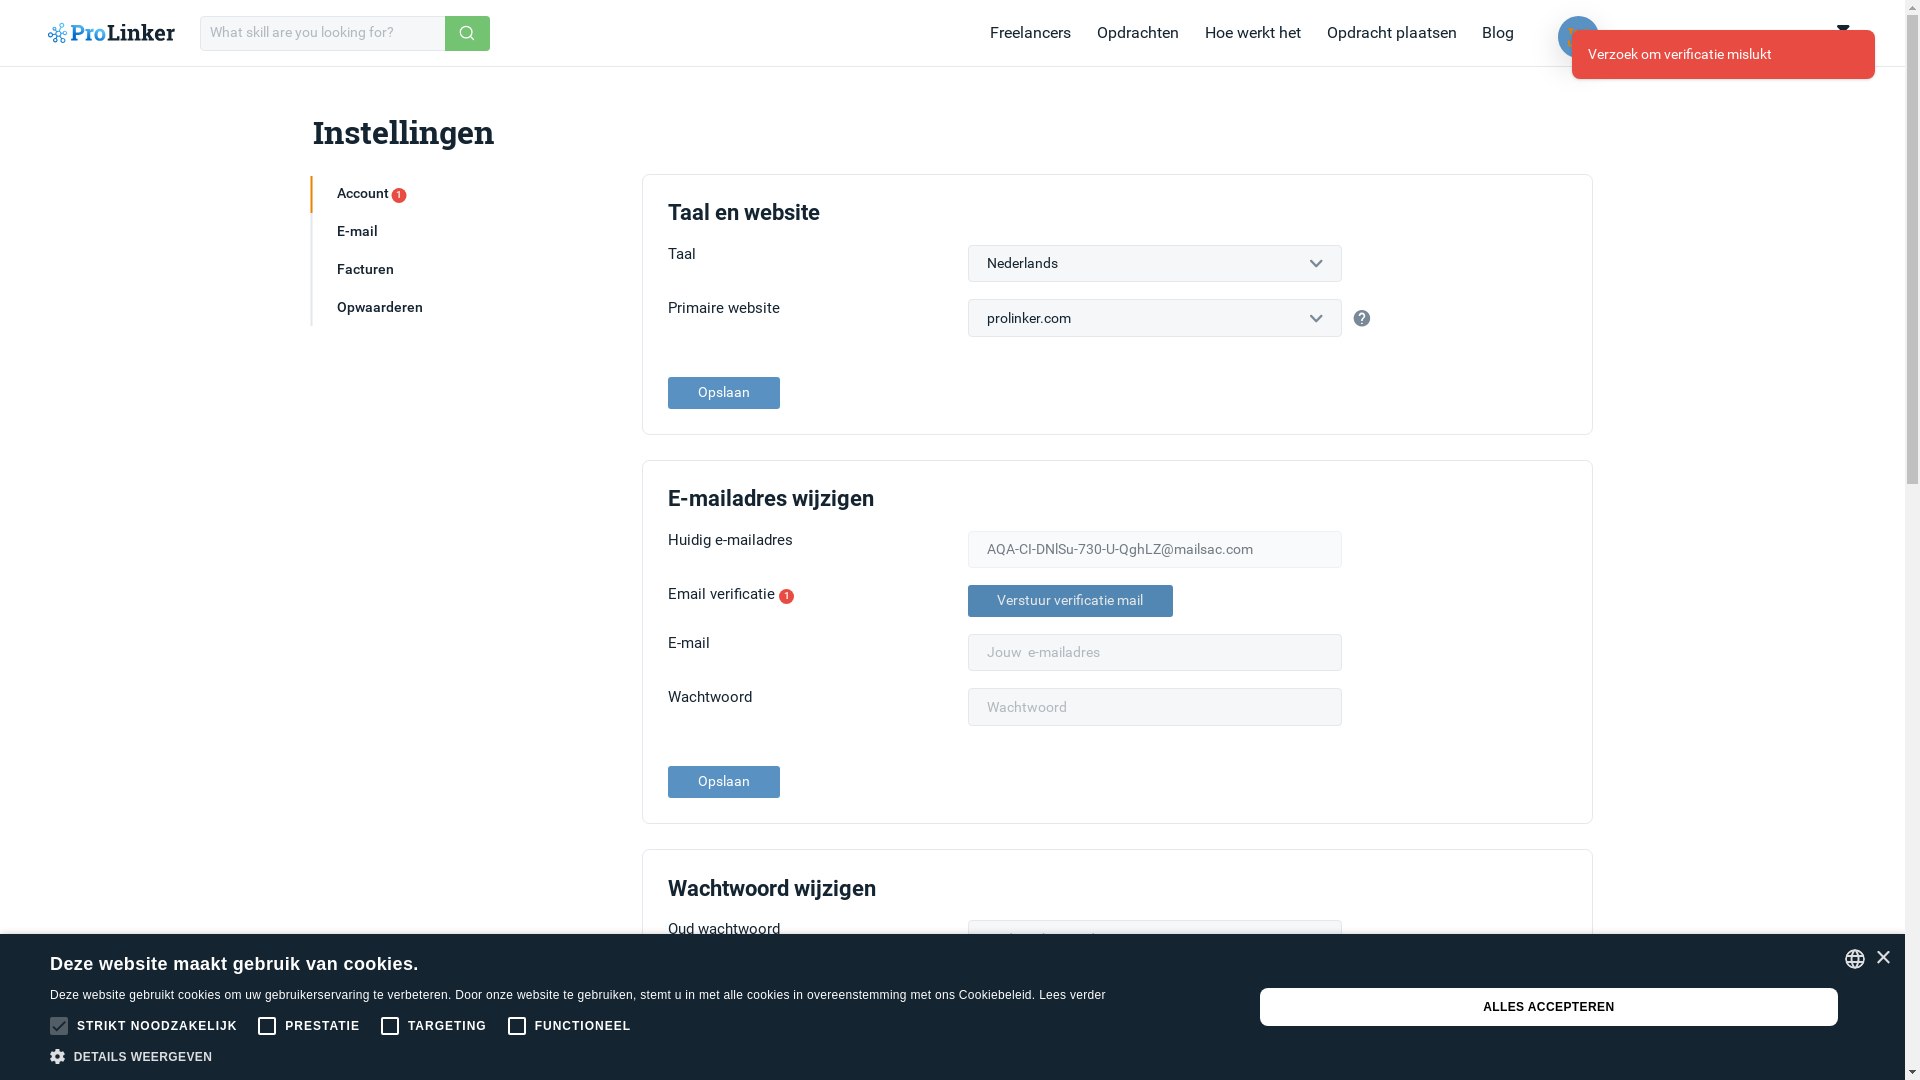 ProLinker
What skill are you looking for?
Freelancers
Opdrachten
Hoe werkt het
Opdracht plaatsen
Blog
Verzoek om verificatie mislukt
Instellingen
Account 1
E-mail
Facturen
Opwaarderen
Taal en website
Taal
Nederlands
Primaire website
prolinker.com
?
Opslaan
E-mailadres wijzigen
Huidig e-mailadres
AQA-CI-DNlSu-730-U-QghLZ@mailsac.com
Email verificatie 1
Verstuur verificatie mail
E-mail
Jouw e-mailadres
Wachtwoord
Wachtwoord
Opslaan
Wachtwoord wijzigen
Oud wachtwoord
Deze website maakt gebruik van cookies.
Deze website gebruikt cookies om uw gebruikerservaring te verbeteren. Door onze website te gebruiken, stemt u in met alle cookies in overeenstemming met ons Cookiebeleid. Lees verder
STRIKT NOODZAKELIJK
PRESTATIE
TARGETING
FUNCTIONEEL
DETAILS WEERGEVEN
ALLES ACCEPTEREN